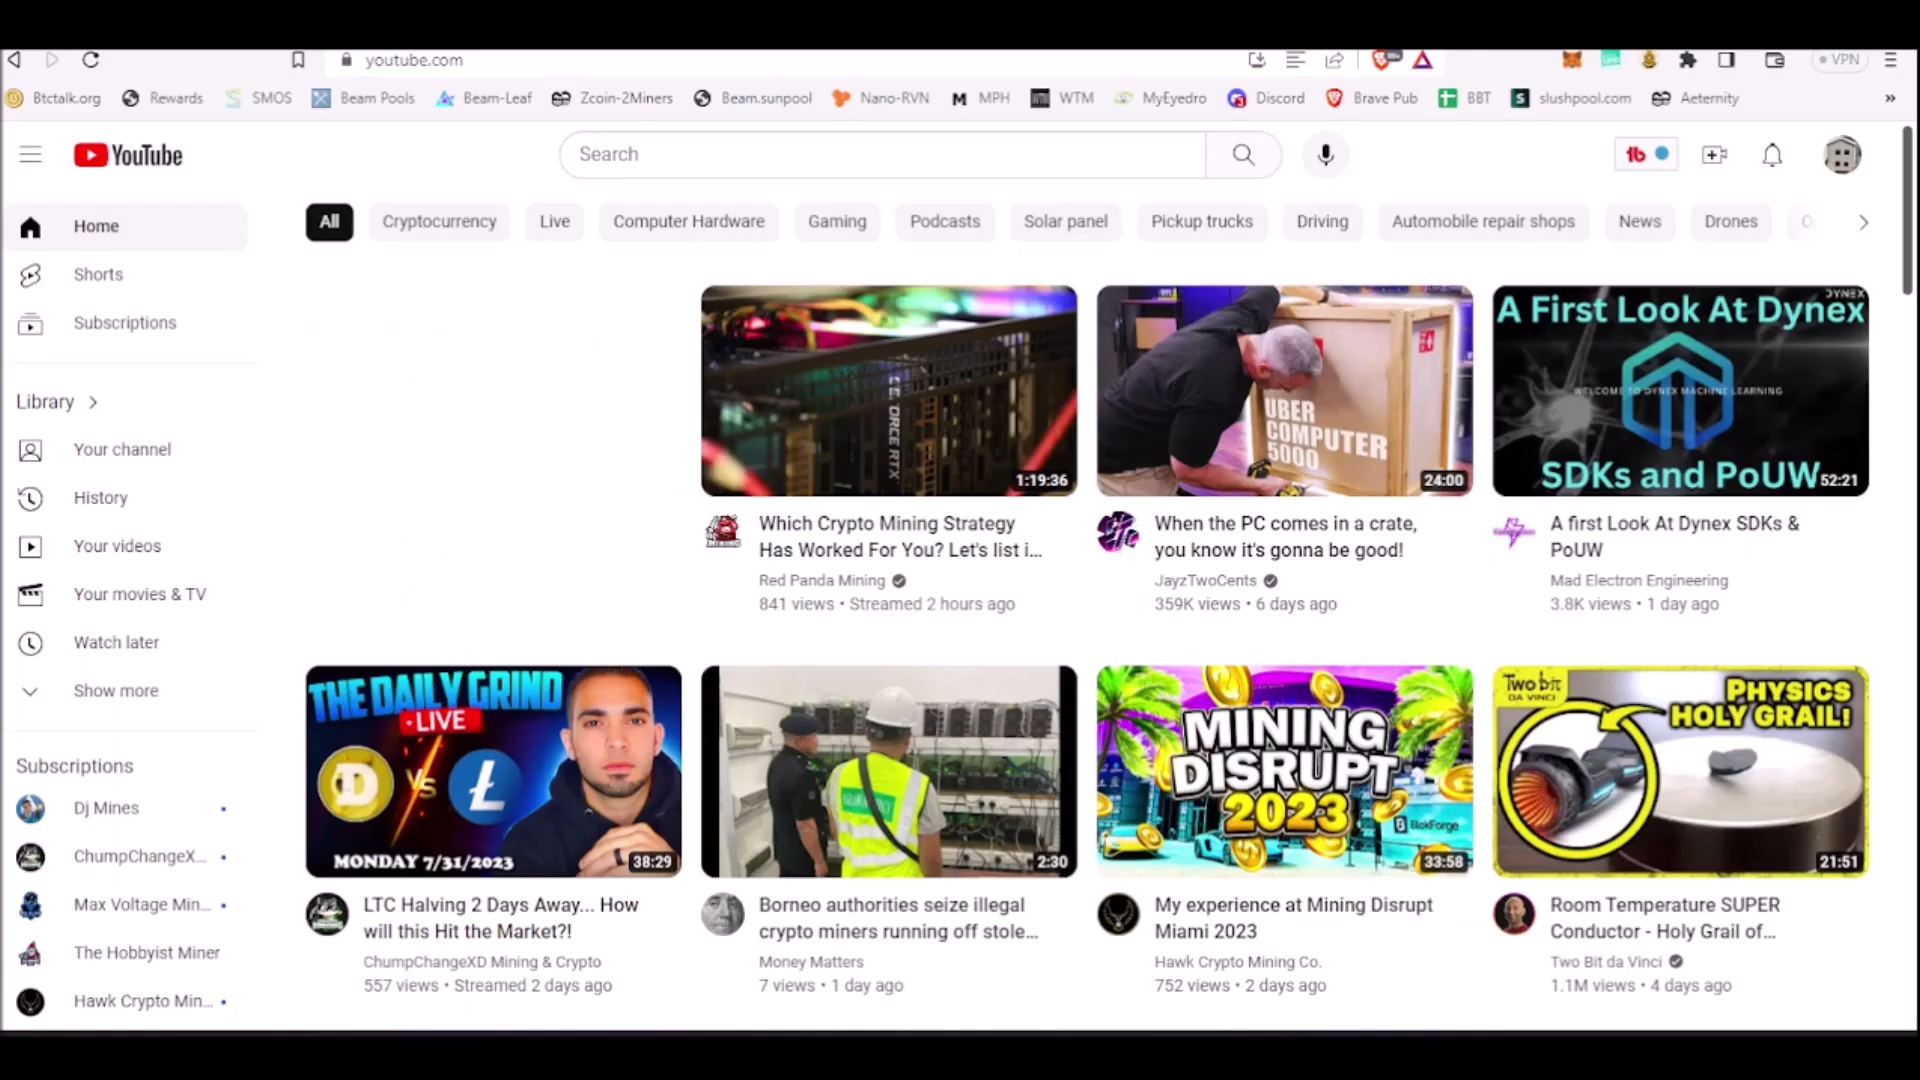 youtube.com
VPN
Btctalk.org Rewards SMOS Beam Pools Beam-Leaf Zcoin-2Miners Beam.sunpool Nano-RVN MPH WTM MyEyedro Discord Brave Pub BBT slushpool.com Aeternity »
YouTube
Search
Home
Shorts
Subscriptions
Library
Your channel
History
Your videos
Your movies & TV
Watch later
Show more
Subscriptions
Dj Mines
ChumpChangeX...
Max Voltage Min...
The Hobbyist Miner
Hawk Crypto Min...
All Cryptocurrency Live Computer Hardware Gaming Podcasts Solar panel Pickup trucks Driving Automobile repair shops News Drones
1:19:36
Which Crypto Mining Strategy
Has Worked For You? Let's list i...
Red Panda Mining
841 views • Streamed 2 hours ago
UBER
COMPUTER
5000
24:00
When the PC comes in a crate,
you know it's gonna be good!
JayzTwoCents
359K views • 6 days ago
DYNEX
A First Look At Dynex
WELCOME TO DYNEX MACHINE LEARNING
SDKs and PoUW
52:21
A first Look At Dynex SDKs &
PoUW
Mad Electron Engineering
3.8K views • 1 day ago
THE DAILY GRIND
• LIVE
VS
MONDAY 7/31/2023
38:29
LTC Halving 2 Days Away... How
will this Hit the Market?!
ChumpChangeXD Mining & Crypto
557 views • Streamed 2 days ago
2:30
Borneo authorities seize illegal
crypto miners running off stole...
Money Matters
7 views • 1 day ago
MINING
DISRUPT
2023
BlokForge
33:58
My experience at Mining Disrupt
Miami 2023
Hawk Crypto Mining Co.
752 views • 2 days ago
Two bit
DA VINCI
PHYSICS
HOLY GRAIL!
21:51
Room Temperature SUPER
Conductor - Holy Grail of...
Two Bit da Vinci
1.1M views • 4 days ago